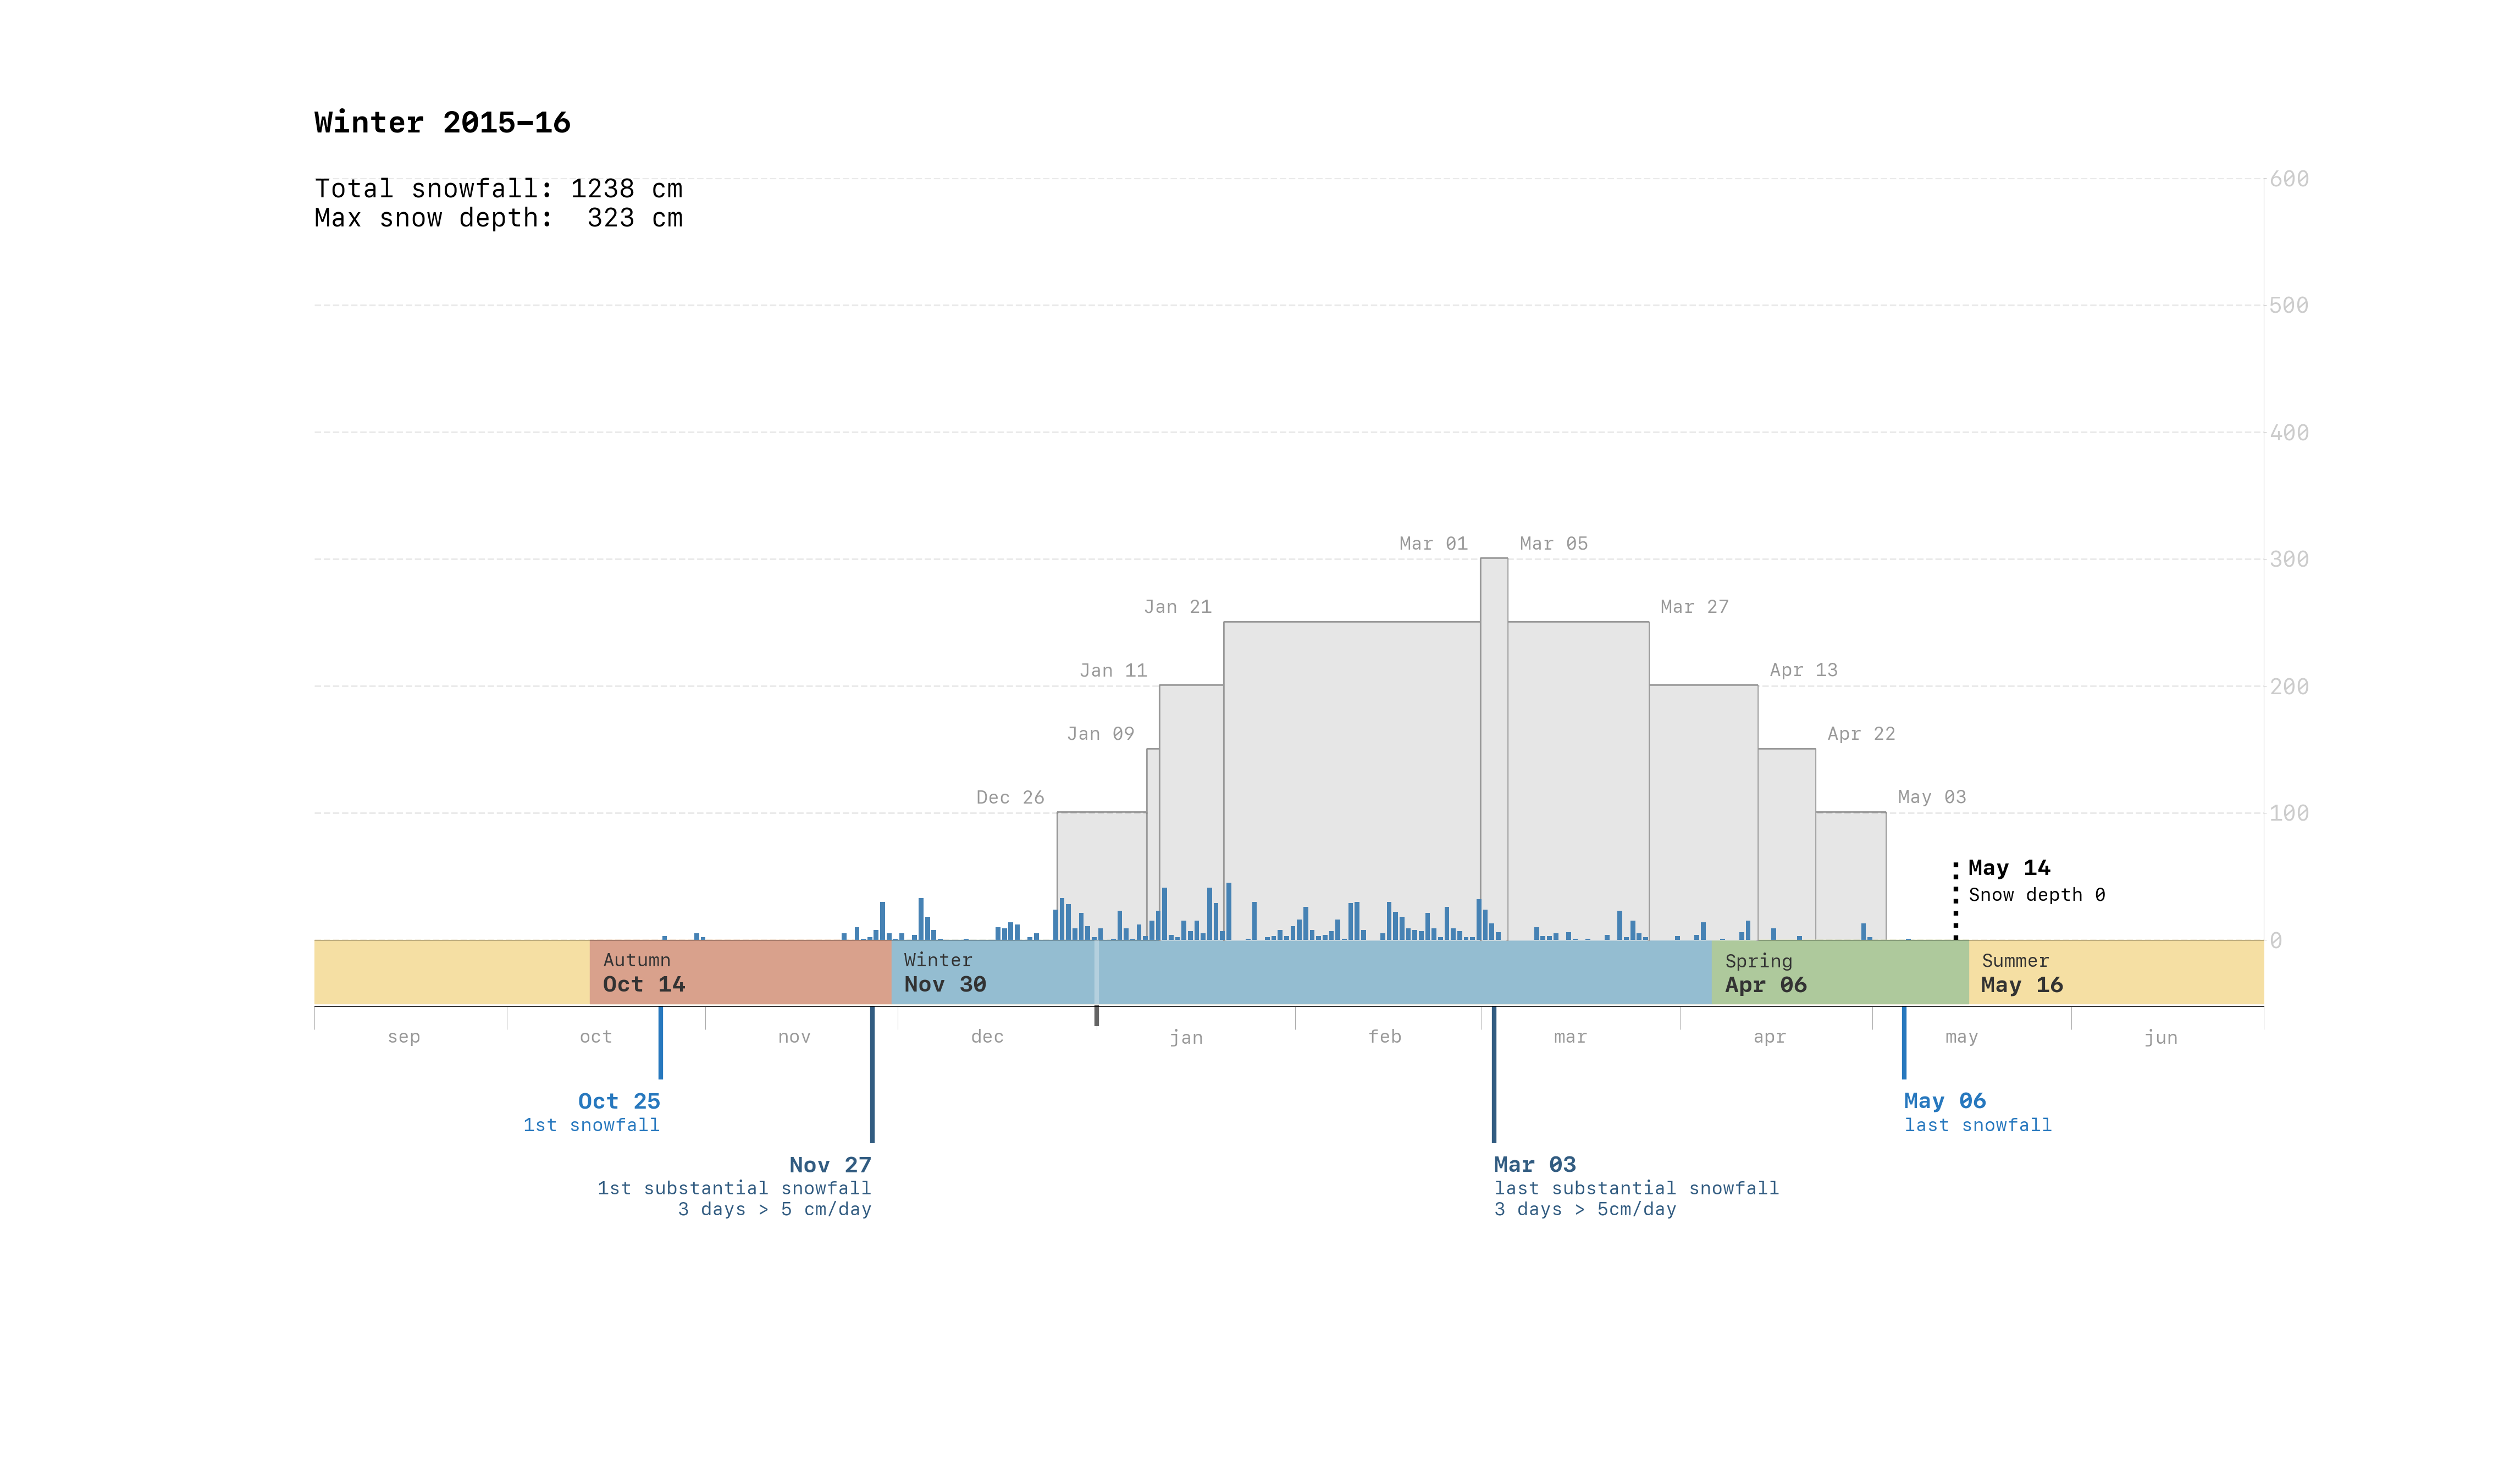 Winter 2015–16
Total snowfall: 1238 cm
Max snow depth: 323 cm
600
500
400
300
200
100
0
Mar 01
Mar 05
Jan 21
Mar 27
Jan 11
Apr 13
Jan 09
Apr 22
Dec 26
May 03
May 14
Snow depth 0
Autumn
Oct 14
Winter
Nov 30
Spring
Apr 06
Summer
May 16
sep
oct
nov
dec
jan
feb
mar
apr
may
jun
Oct 25
1st snowfall
Nov 27
1st substantial snowfall
3 days > 5 cm/day
Mar 03
last substantial snowfall
3 days > 5cm/day
May 06
last snowfall